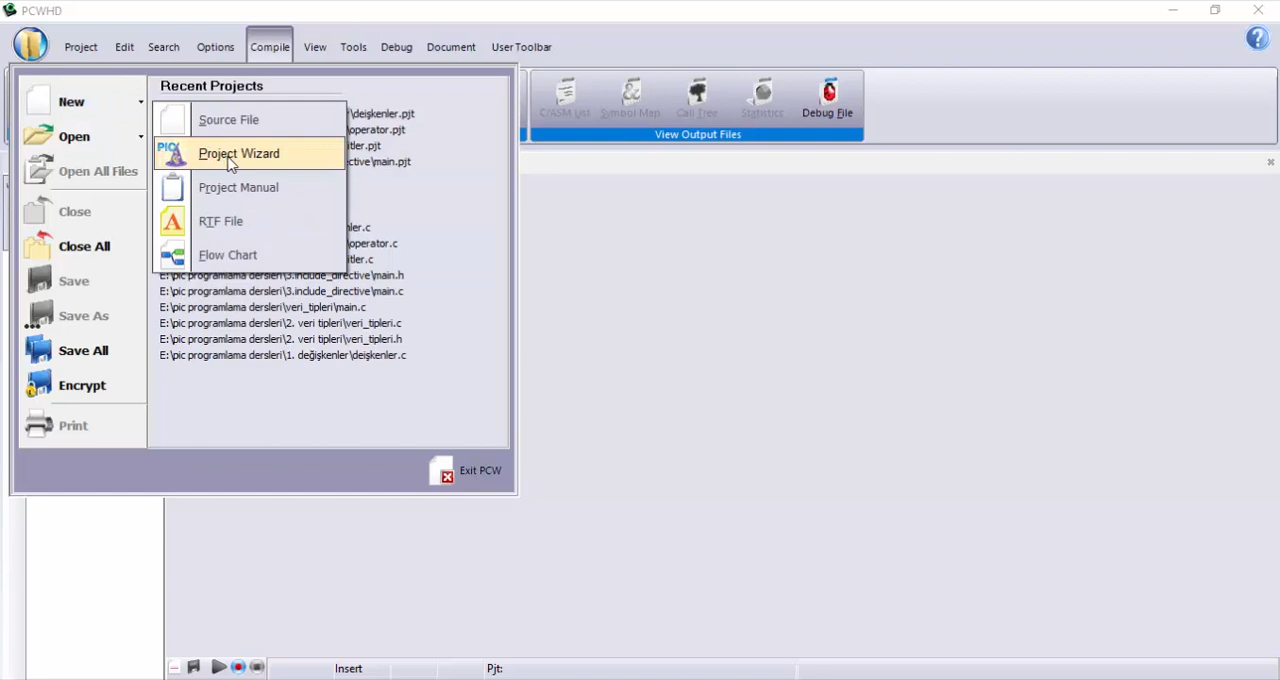 PCWHD
Project Edit Search Options Compile View Tools Debug Document User Toolbar
C/ASM List Symbol Map Call Tree Statistics Debug File
View Output Files
New
Open
Open All Files
Close
Close All
Save
Save As
Save All
Encrypt
Print
Recent Projects
\deişkenler.pjt
operator.pjt
tler.pjt
ective\main.pjt
Source File
PIC
Project Wizard
Project Manual
RTF File
Flow Chart
ler.c
operator.c
tler.c
E:\pic programlama dersleri\3.include_directive\main.h
E:\pic programlama dersleri\3.include_directive\main.c
E:\pic programlama dersleri\veri_tipleri\main.c
E:\pic programlama dersleri\2. veri tipleri\veri_tipleri.c
E:\pic programlama dersleri\2. veri tipleri\veri_tipleri.h
E:\pic programlama dersleri\1. değişkenler\deişkenler.c
Exit PCW
Insert Pjt: